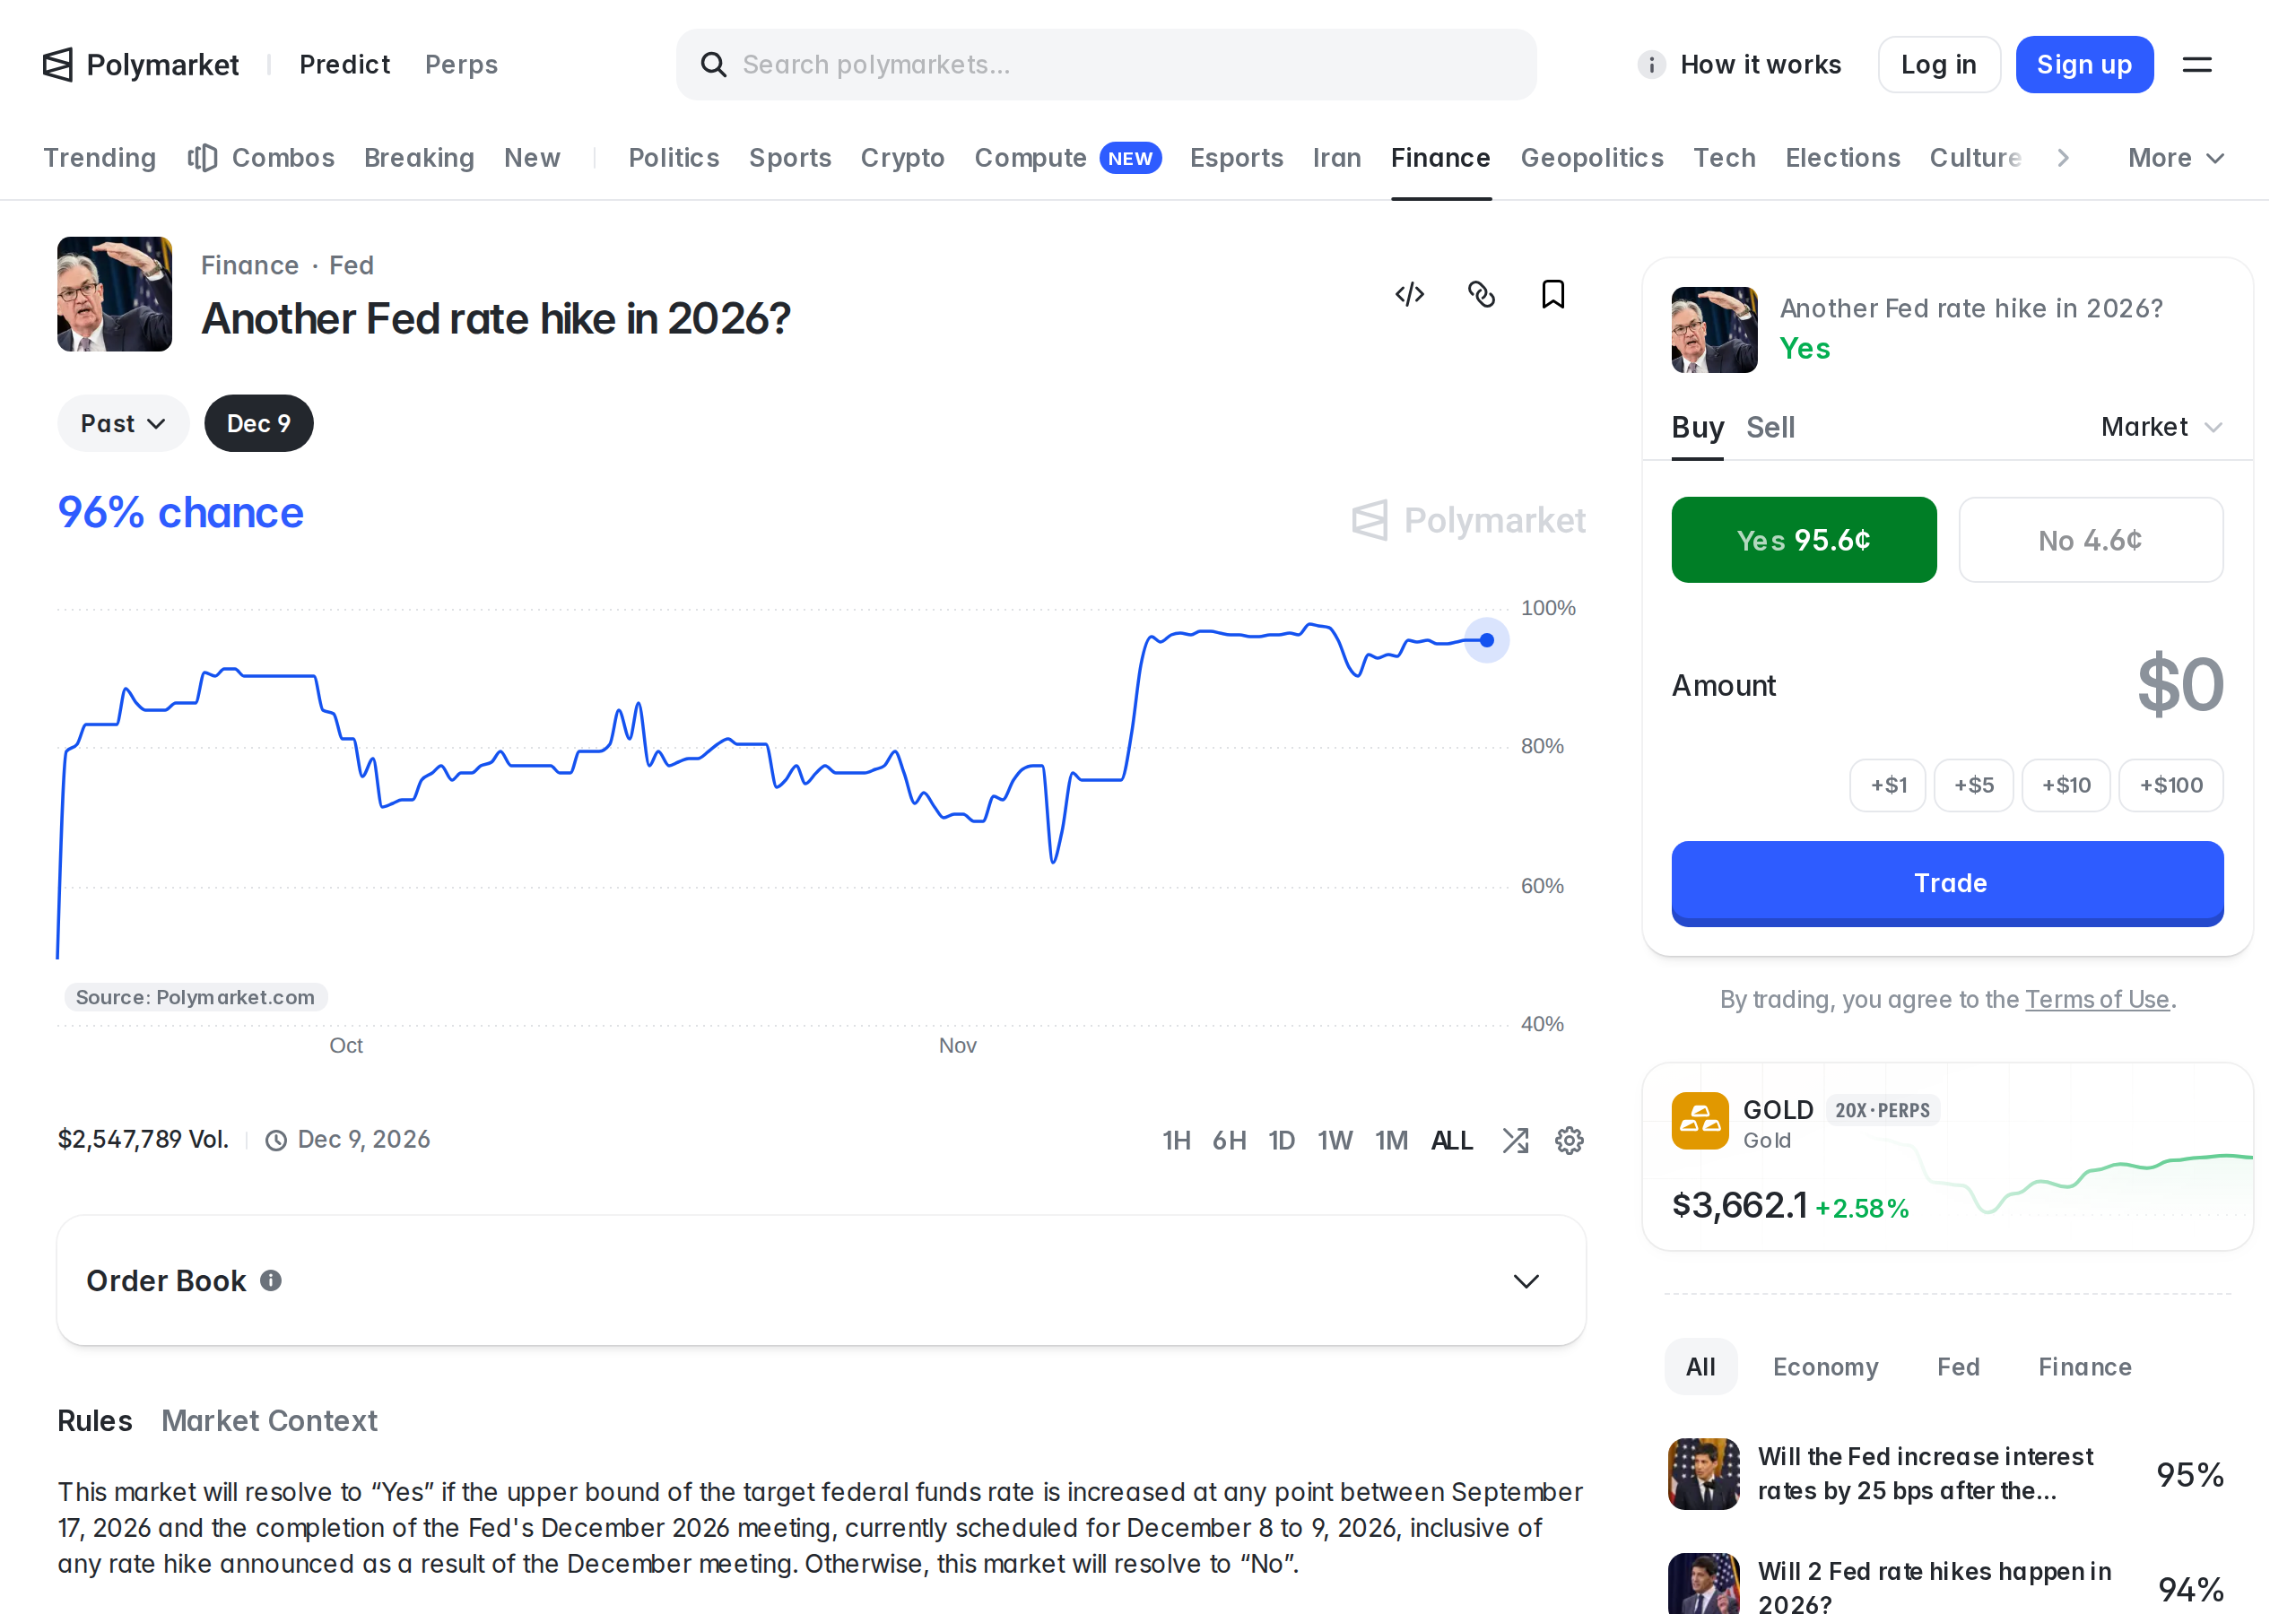 Polymarket
Predict
Perps
Search polymarkets...
How it works
Log in
Sign up
Trending
Combos
Breaking
New
Politics
Sports
Crypto
Compute NEW
Esports
Iran
Finance
Geopolitics
Tech
Elections
Culture
More
Finance · Fed
Another Fed rate hike in 2026?
Past
Dec 9
96% chance
Polymarket
100%
80%
60%
40%
Source: Polymarket.com
Oct
Nov
$2,547,789 Vol.
Dec 9, 2026
1H
6H
1D
1W
1M
ALL
Order Book
Rules
Market Context
This market will resolve to “Yes” if the upper bound of the target federal funds rate is increased at any point between September
17, 2026 and the completion of the Fed's December 2026 meeting, currently scheduled for December 8 to 9, 2026, inclusive of
any rate hike announced as a result of the December meeting. Otherwise, this market will resolve to “No”.
Another Fed rate hike in 2026?
Yes
Buy
Sell
Market
Yes 95.6¢
No 4.6¢
Amount
$0
+$1
+$5
+$10
+$100
Trade
By trading, you agree to the Terms of Use.
GOLD
20X·PERPS
Gold
$3,662.1 +2.58%
All
Economy
Fed
Finance
Will the Fed increase interest
rates by 25 bps after the...
95%
Will 2 Fed rate hikes happen in
2026?
94%